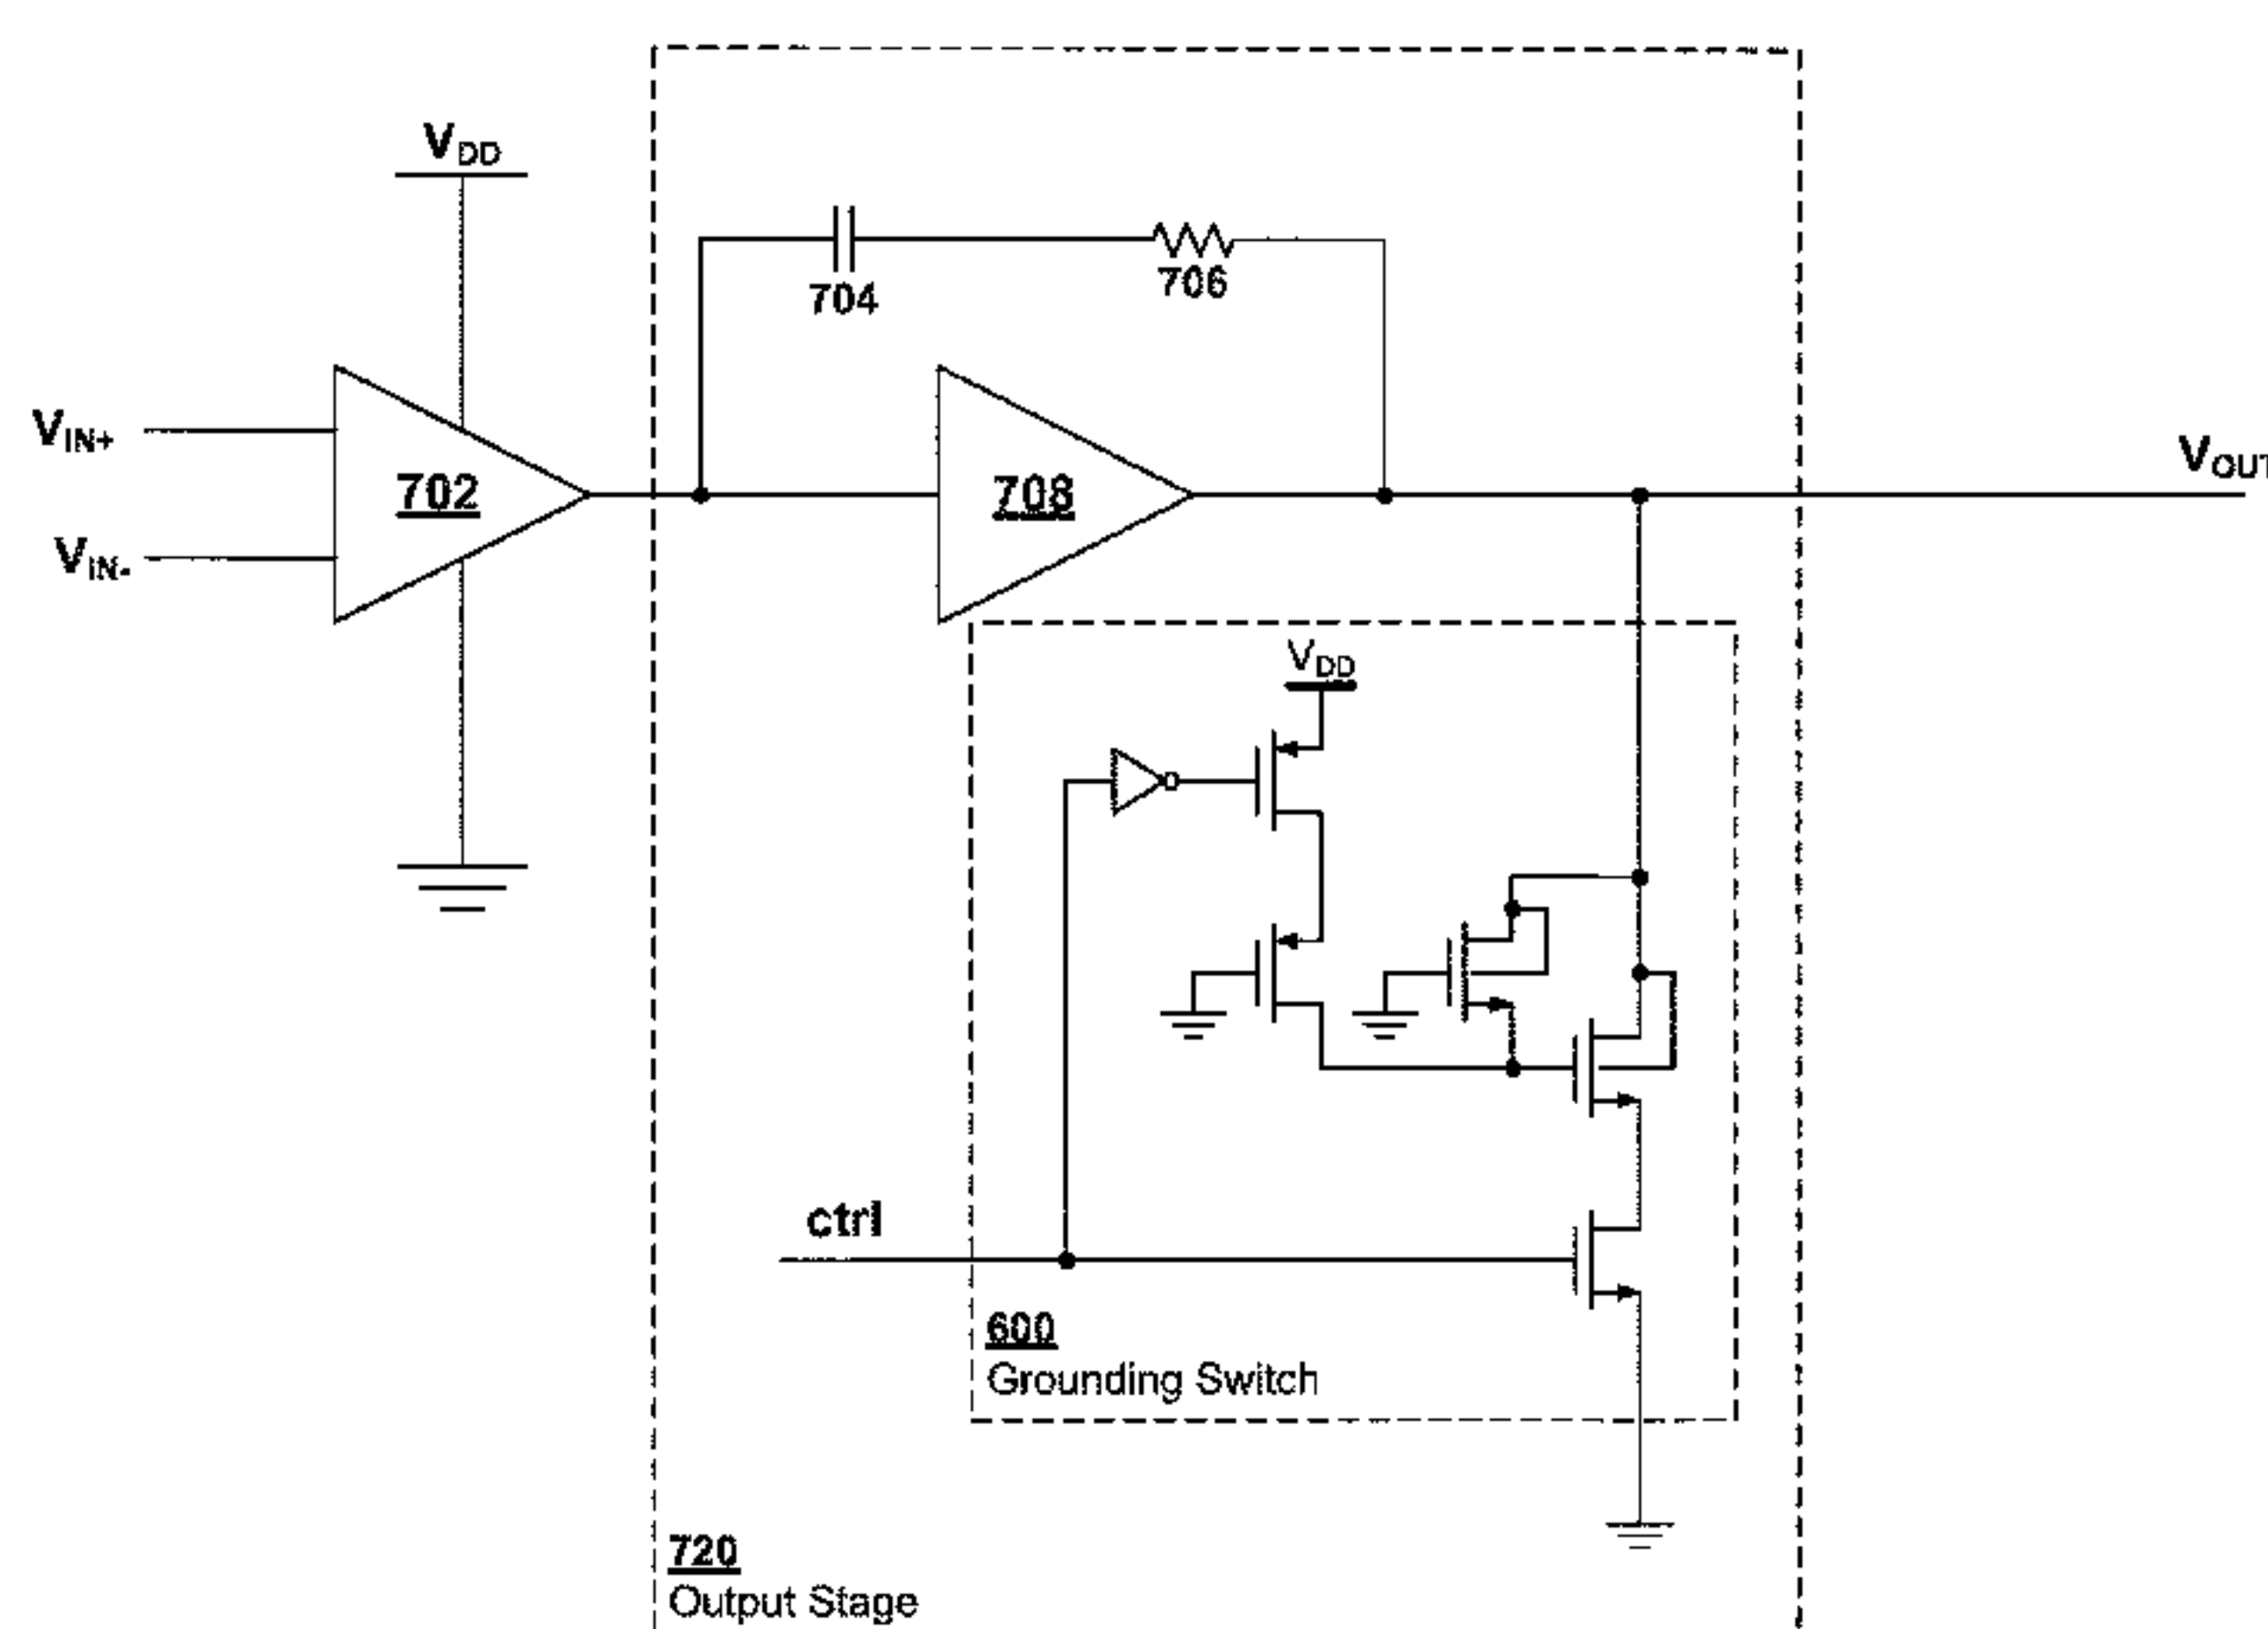 VDD
704
706
VIN+
702
708
VOUT
VIN-
VDD
ctrl
600
Grounding Switch
720
Output Stage